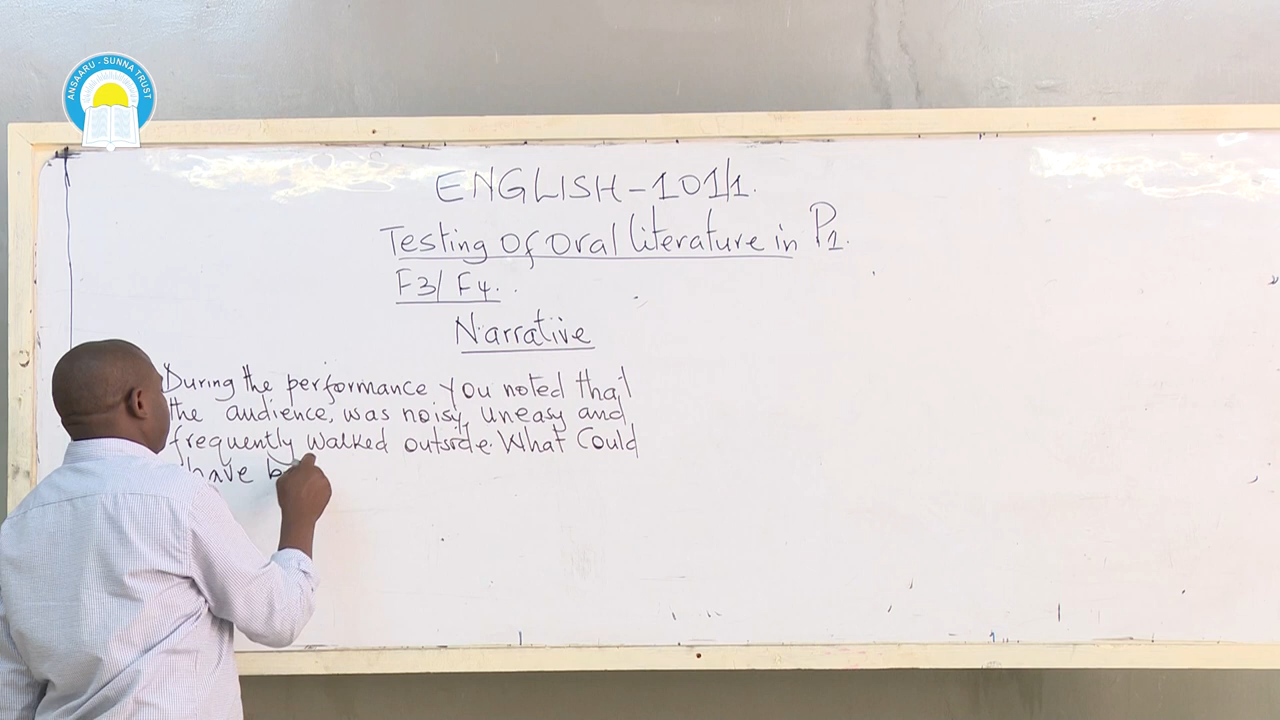 ANSAARU - SUNNA TRUST
ENGLISH - 101/1.
Testing Of Oral literature in P1.
F3/ F4.
Narrative
During the performance you noted that
the audience, was noisy, uneasy and
frequently walked outside. What Could
have b